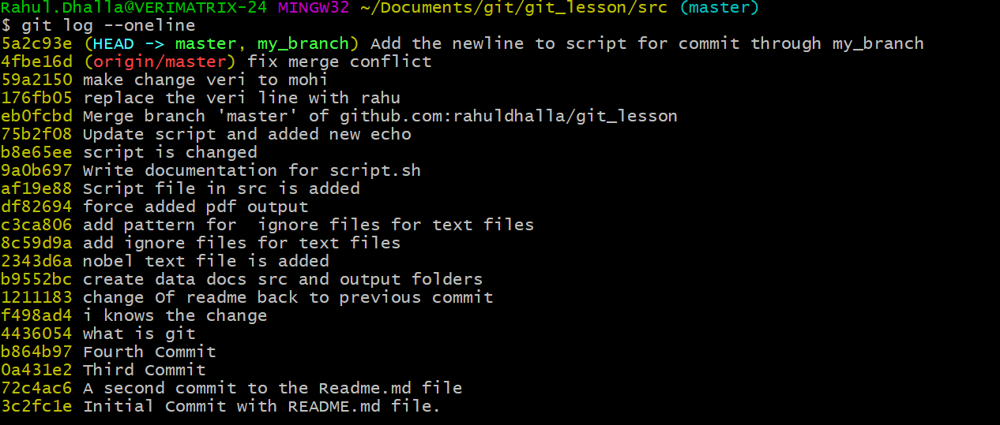 Rahul.Dhalla@VERIMATRIX-24 MINGW32 ~/Documents/git/git_lesson/src (master)
$ git log --oneline
5a2c93e (HEAD -> master, my_branch) Add the newline to script for commit through my_branch
4fbe16d (origin/master) fix merge conflict
59a2150 make change veri to mohi
176fb05 replace the veri line with rahu
eb0fcbd Merge branch 'master' of github.com:rahuldhalla/git_lesson
75b2f08 Update script and added new echo
b8e65ee script is changed
9a0b697 Write documentation for script.sh
af19e88 Script file in src is added
df82694 force added pdf output
c3ca806 add pattern for  ignore files for text files
8c59d9a add ignore files for text files
2343d6a nobel text file is added
b9552bc create data docs src and output folders
1211183 change Of readme back to previous commit
f498ad4 i knows the change
4436054 what is git
b864b97 Fourth Commit
0a431e2 Third Commit
72c4ac6 A second commit to the Readme.md file
3c2fc1e Initial Commit with README.md file.